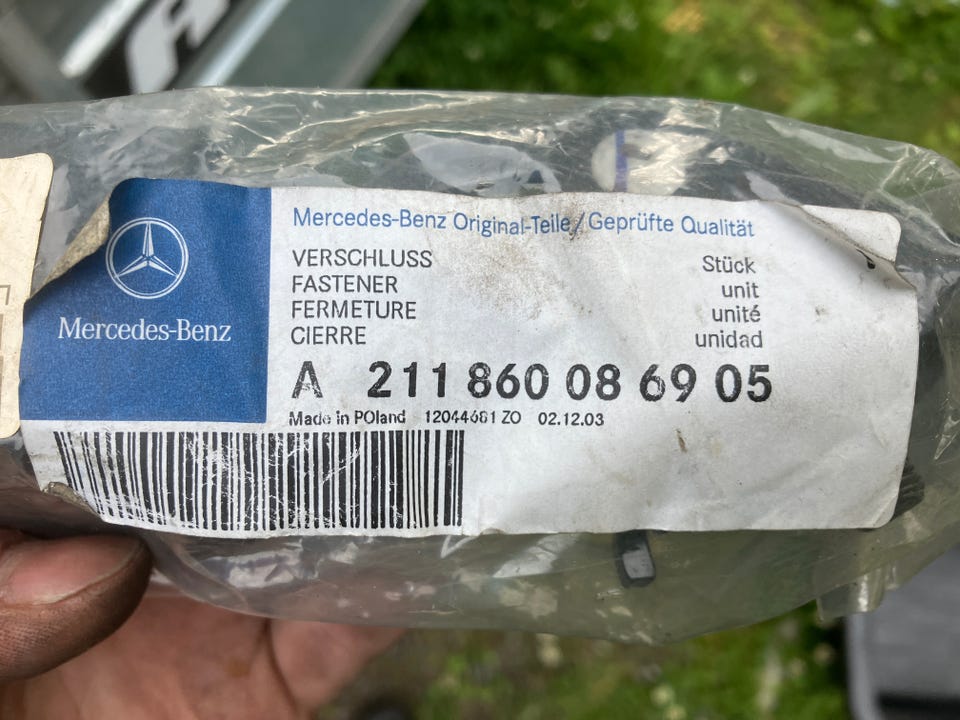 Mercedes-Benz
Mercedes-Benz Original-Teile/Geprüfte Qualität
VERSCHLUSS Stück
FASTENER unit
FERMETURE unité
CIERRE unidad
A 211 860 08 69 05
Made in POland 12044681 ZO 02.12.03